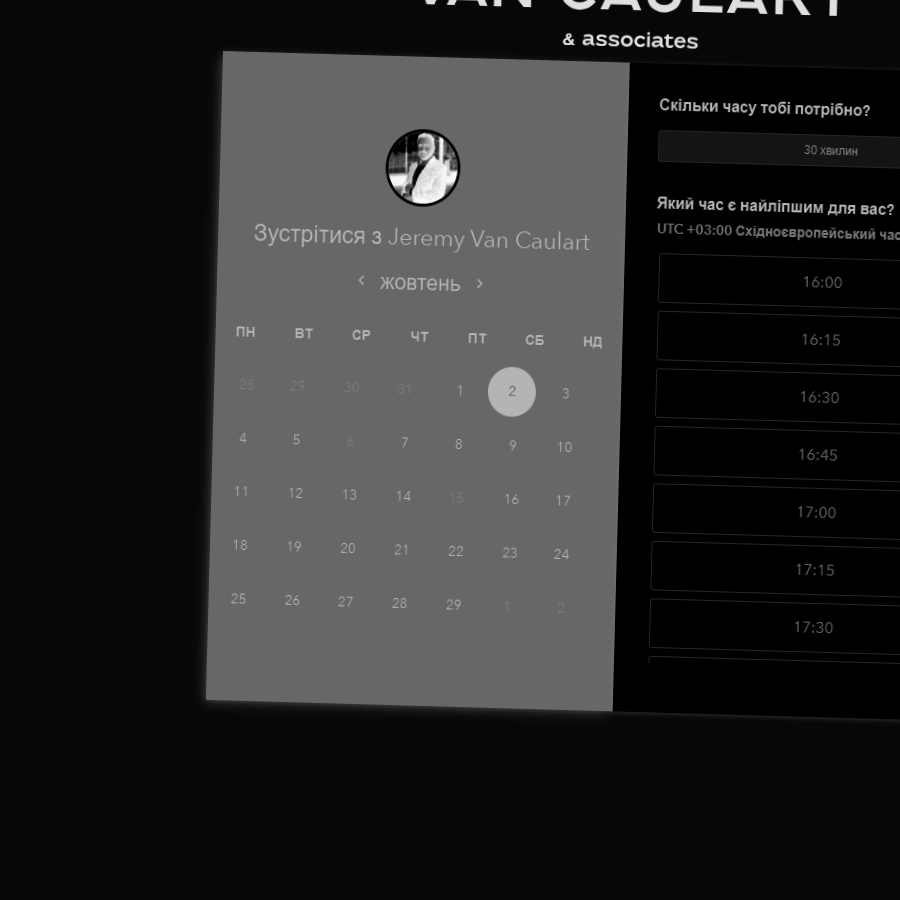 VAN CAULART
& associates
Зустрітися з Jeremy Van Caulart
жовтень
ПН ВТ СР ЧТ ПТ СБ НД
28 29 30 31 1 2 3
4 5 6 7 8 9 10
11 12 13 14 15 16 17
18 19 20 21 22 23 24
25 26 27 28 29 1 2
Скільки часу тобі потрібно?
30 хвилин
Який час є найліпшим для вас?
UTC +03:00 Східноєвропейський час
16:00
16:15
16:30
16:45
17:00
17:15
17:30